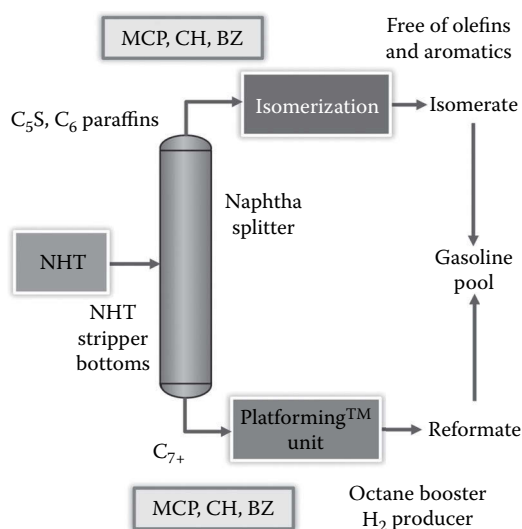 MCP, CH, BZ
Free of olefins
and aromatics
C₅S, C₆ paraffins
Isomerization
Isomerate
Naphtha
splitter
NHT
NHT
stripper
bottoms
Gasoline
pool
C₇₊
Platforming™
unit
Reformate
MCP, CH, BZ
Octane booster
H₂ producer